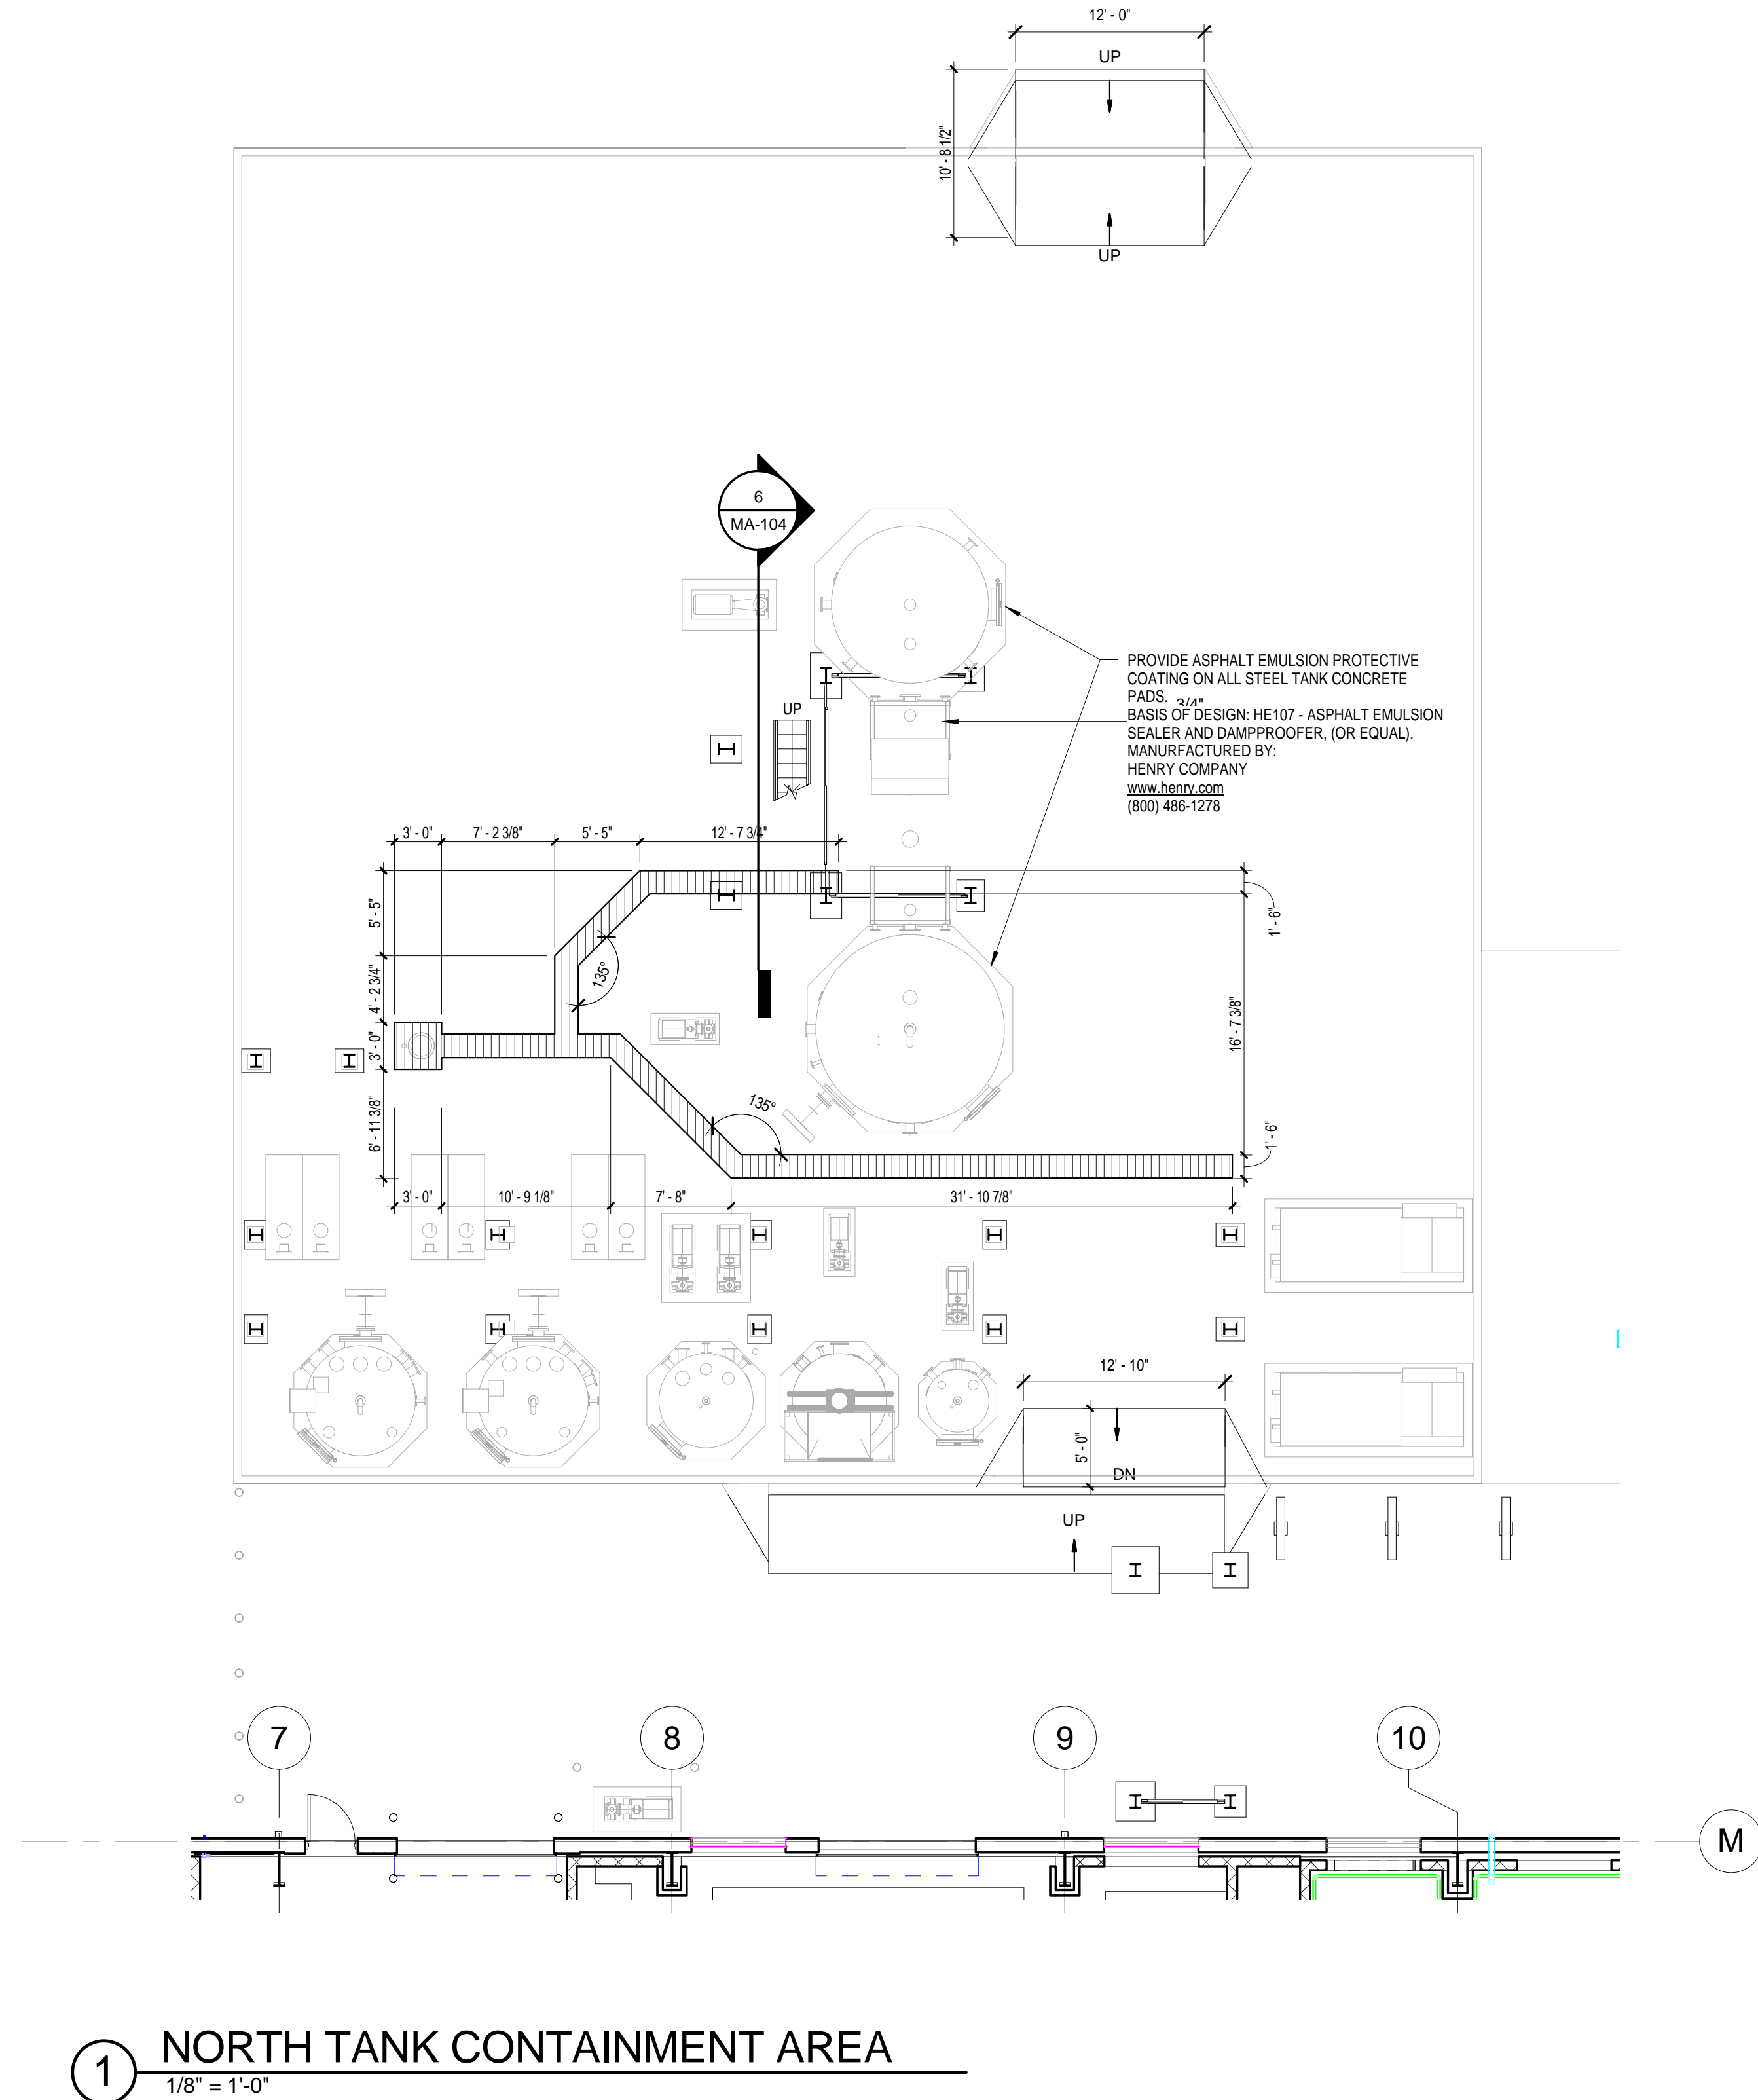 12' - 0"
UP
10' - 8 1/2"
UP
6
MA-104
PROVIDE ASPHALT EMULSION PROTECTIVE
COATING ON ALL STEEL TANK CONCRETE
PADS. 3/4"
BASIS OF DESIGN: HE107 - ASPHALT EMULSION
SEALER AND DAMPPROOFER, (OR EQUAL).
MANURFACTURED BY:
HENRY COMPANY
www.henry.com
(800) 486-1278
UP
3' - 0"
7' - 2 3/8"
5' - 5"
12' - 7 3/4"
5' - 5"
1' - 6"
135°
4' - 2 3/4"
16' - 7 3/8"
3' - 0"
135°
6' - 11 3/8"
1' - 6"
3' - 0"
10' - 9 1/8"
7' - 8"
31' - 10 7/8"
12' - 10"
5' - 0"
DN
UP
7
8
9
10
M
1
NORTH TANK CONTAINMENT AREA
1/8" = 1'-0"